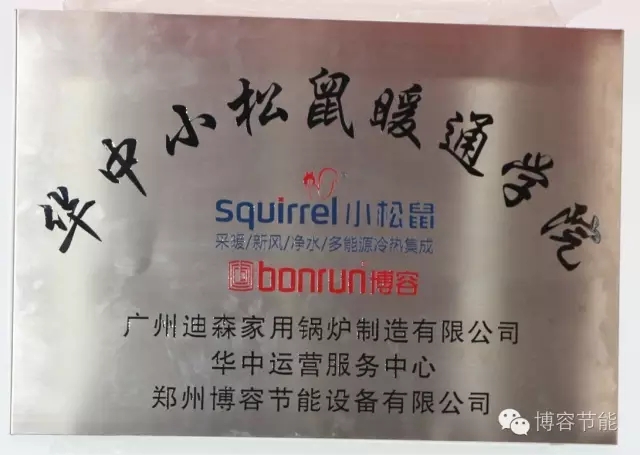 华中小松鼠暖通学院
squirrel小松鼠
采暖/新风/净水/多能源冷热集成
bonrun博容
广州迪森家用锅炉制造有限公司
华中运营服务中心
郑州博容节能设备有限公司
博容节能